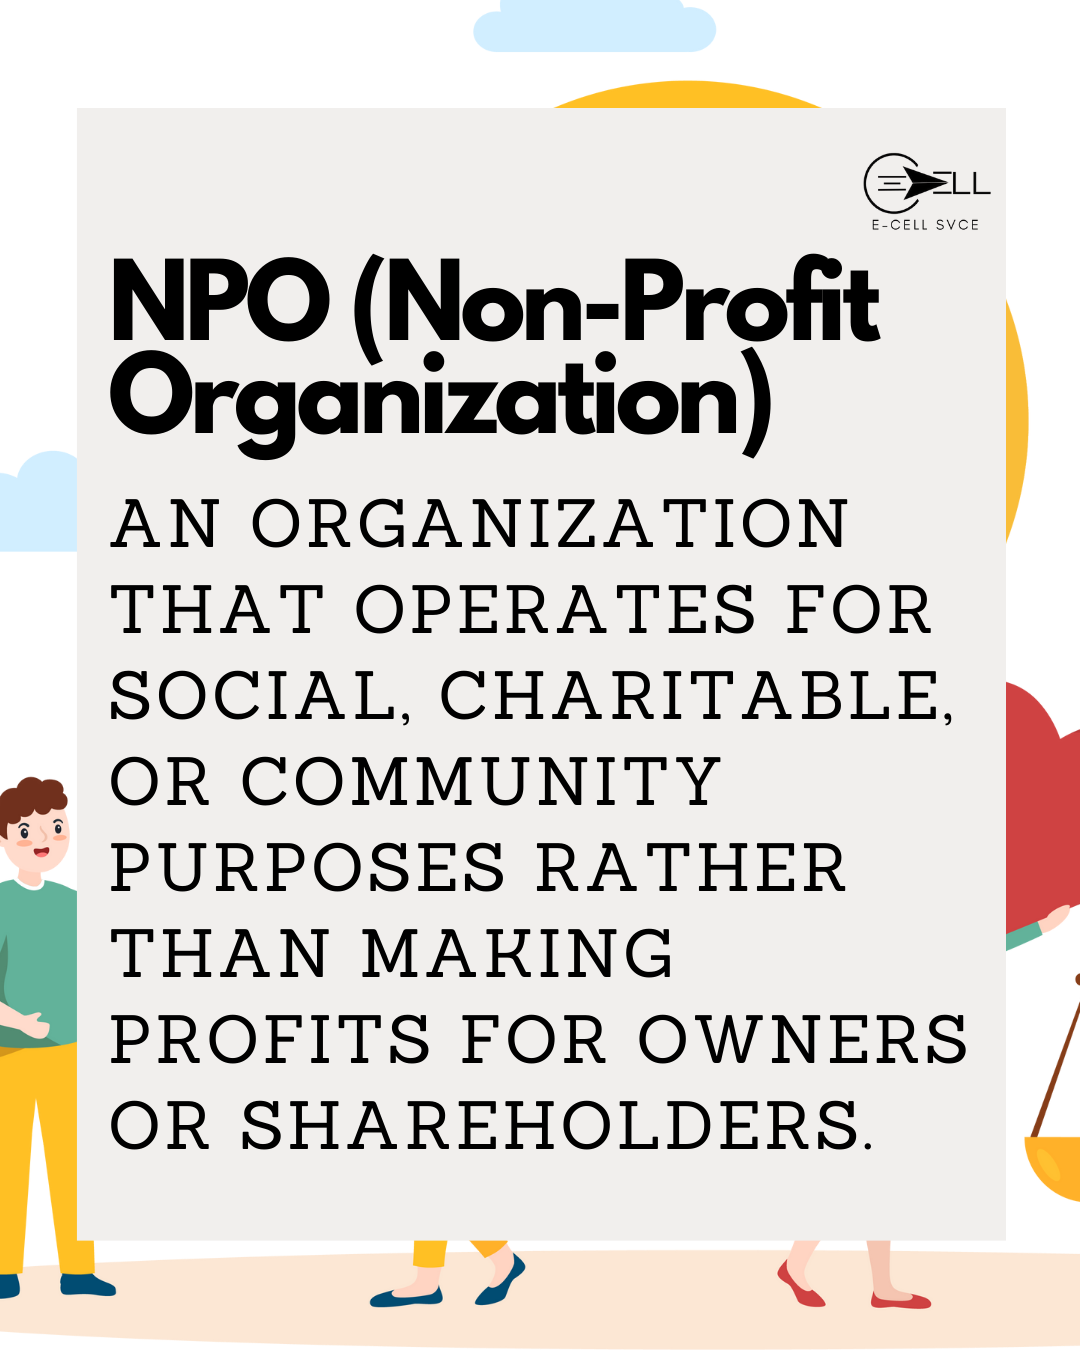 ELL
E-CELL SVCE
NPO (Non-Profit
Organization)
AN ORGANIZATION
THAT OPERATES FOR
SOCIAL, CHARITABLE,
OR COMMUNITY
PURPOSES RATHER
THAN MAKING
PROFITS FOR OWNERS
OR SHAREHOLDERS.